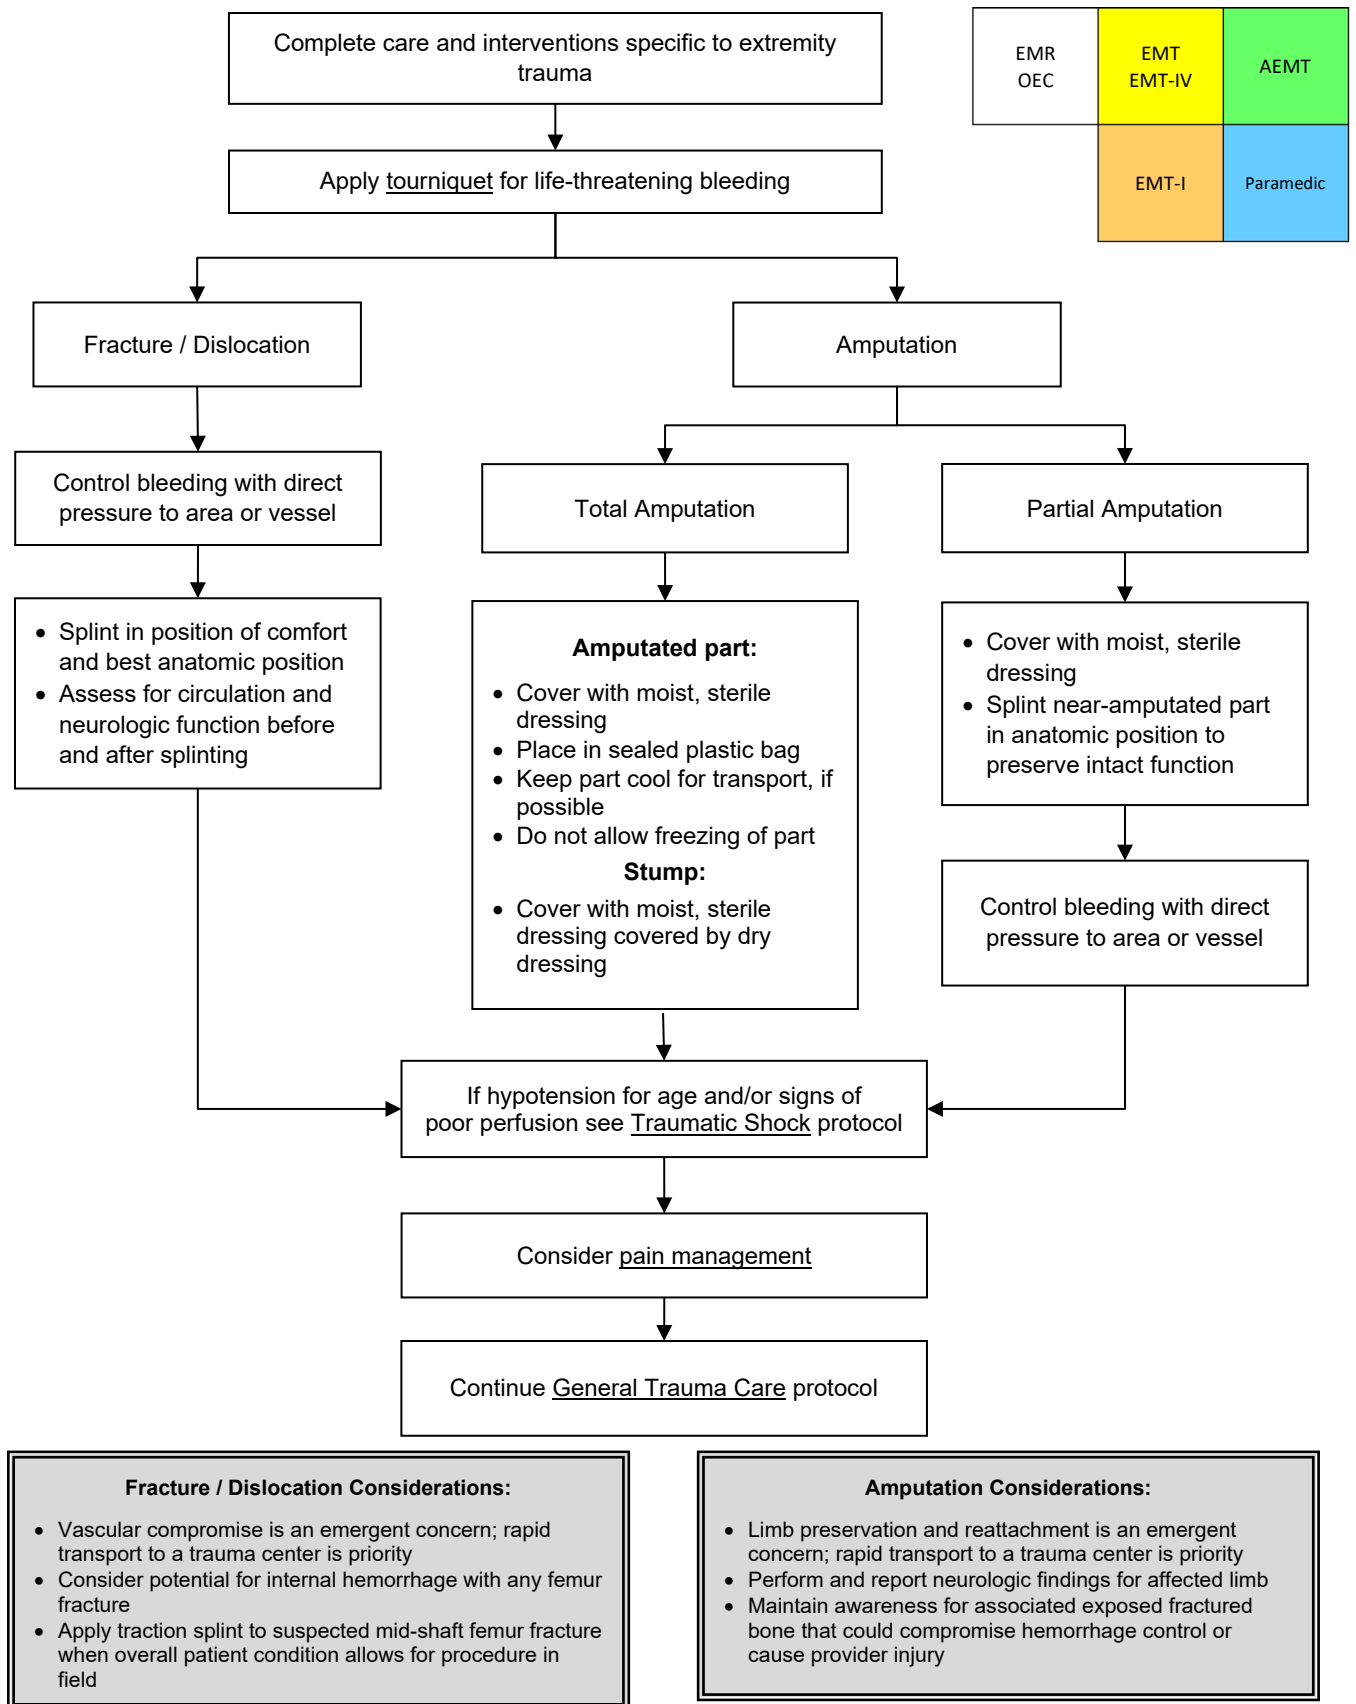 Complete care and interventions specific to extremity
trauma
EMR
OEC
EMT
EMT-IV
AEMT
EMT-I
Paramedic
Apply tourniquet for life-threatening bleeding
Fracture / Dislocation
Amputation
Control bleeding with direct
pressure to area or vessel
Total Amputation
Partial Amputation
• Splint in position of comfort
and best anatomic position
• Assess for circulation and
neurologic function before
and after splinting
Amputated part:
• Cover with moist, sterile
dressing
• Place in sealed plastic bag
• Keep part cool for transport, if
possible
• Do not allow freezing of part
Stump:
• Cover with moist, sterile
dressing covered by dry
dressing
• Cover with moist, sterile
dressing
• Splint near-amputated part
in anatomic position to
preserve intact function
Control bleeding with direct
pressure to area or vessel
If hypotension for age and/or signs of
poor perfusion see Traumatic Shock protocol
Consider pain management
Continue General Trauma Care protocol
Fracture / Dislocation Considerations:
• Vascular compromise is an emergent concern; rapid
transport to a trauma center is priority
• Consider potential for internal hemorrhage with any femur
fracture
• Apply traction splint to suspected mid-shaft femur fracture
when overall patient condition allows for procedure in
field
Amputation Considerations:
• Limb preservation and reattachment is an emergent
concern; rapid transport to a trauma center is priority
• Perform and report neurologic findings for affected limb
• Maintain awareness for associated exposed fractured
bone that could compromise hemorrhage control or
cause provider injury